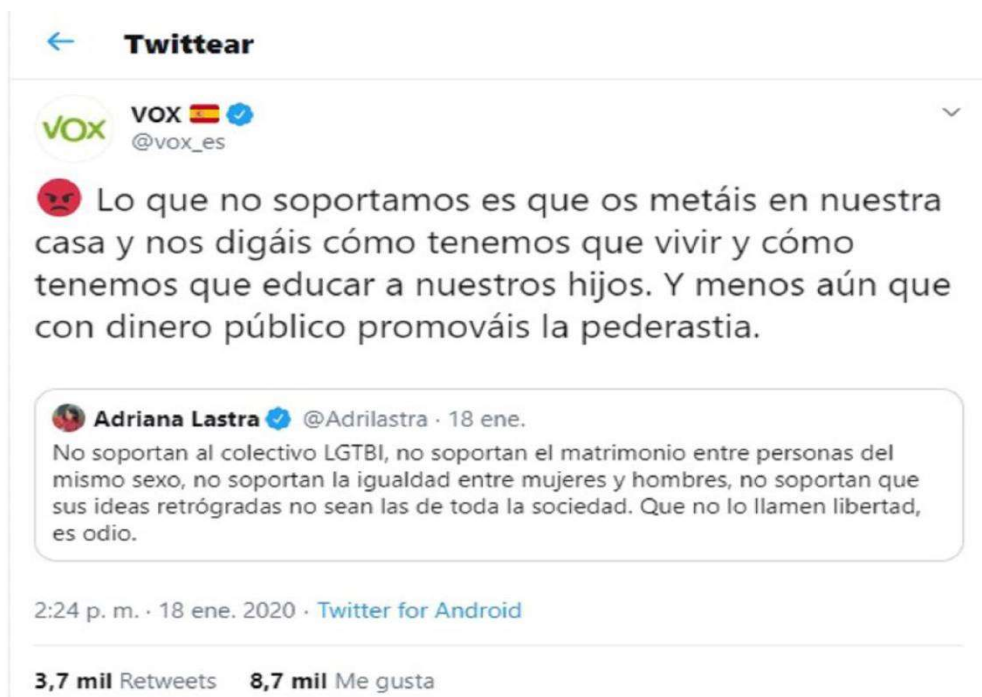 Twittear
VOX
VOX
@vox_es
Lo que no soportamos es que os metáis en nuestra
casa y nos digáis cómo tenemos que vivir y cómo
tenemos que educar a nuestros hijos. Y menos aún que
con dinero público promováis la pederastia.
Adriana Lastra @Adrilastra · 18 ene.
No soportan al colectivo LGTBI, no soportan el matrimonio entre personas del
mismo sexo, no soportan la igualdad entre mujeres y hombres, no soportan que
sus ideas retrógradas no sean las de toda la sociedad. Que no lo llamen libertad,
es odio.
2:24 p. m. · 18 ene. 2020 · Twitter for Android
3,7 mil Retweets 8,7 mil Me gusta